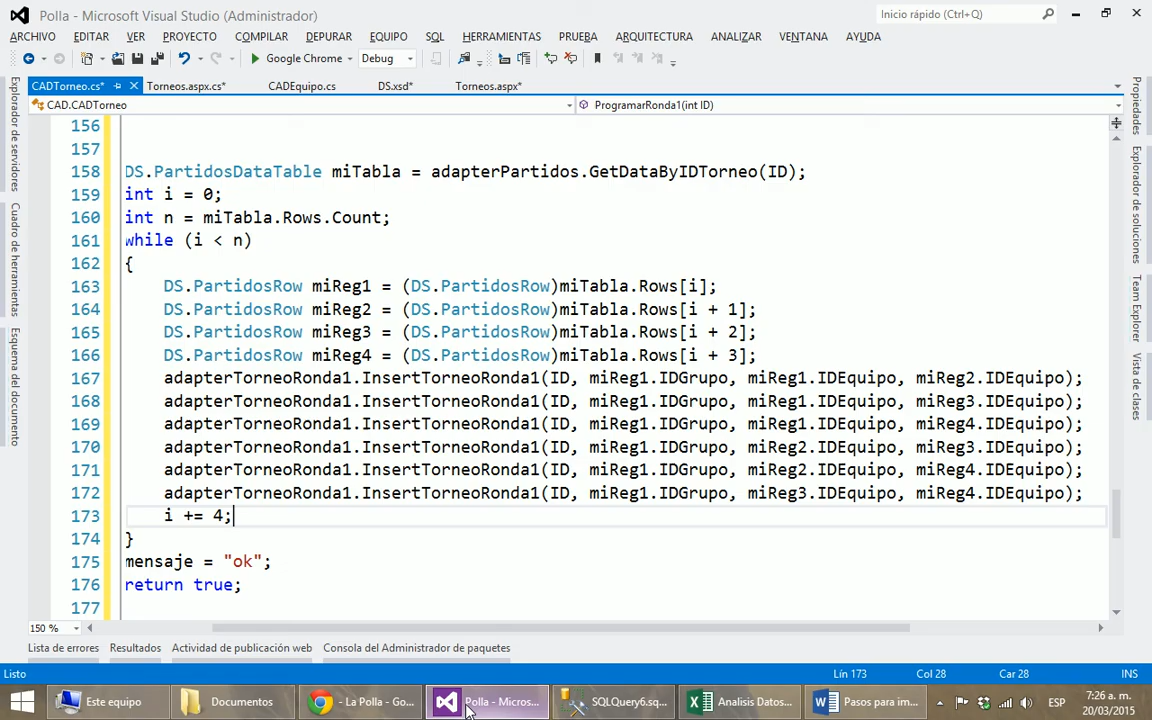 Polla - Microsoft Visual Studio (Administrador)
Inicio rápido (Ctrl+Q)
ARCHIVO EDITAR VER PROYECTO COMPILAR DEPURAR EQUIPO SQL HERRAMIENTAS PRUEBA ARQUITECTURA ANALIZAR VENTANA AYUDA
Google Chrome Debug
CADTorneo.cs* Torneos.aspx.cs* CADEquipo.cs DS.xsd* Torneos.aspx*
CAD.CADTorneo ProgramarRonda1(int ID)
Explorador de servidores
Cuadro de herramientas
Esquema del documento
156
157
158 DS.PartidosDataTable miTabla = adapterPartidos.GetDataByIDTorneo(ID);
159 int i = 0;
160 int n = miTabla.Rows.Count;
161 while (i < n)
162 {
163 DS.PartidosRow miReg1 = (DS.PartidosRow)miTabla.Rows[i];
164 DS.PartidosRow miReg2 = (DS.PartidosRow)miTabla.Rows[i + 1];
165 DS.PartidosRow miReg3 = (DS.PartidosRow)miTabla.Rows[i + 2];
166 DS.PartidosRow miReg4 = (DS.PartidosRow)miTabla.Rows[i + 3];
167 adapterTorneoRonda1.InsertTorneoRonda1(ID, miReg1.IDGrupo, miReg1.IDEquipo, miReg2.IDEquipo);
168 adapterTorneoRonda1.InsertTorneoRonda1(ID, miReg1.IDGrupo, miReg1.IDEquipo, miReg3.IDEquipo);
169 adapterTorneoRonda1.InsertTorneoRonda1(ID, miReg1.IDGrupo, miReg1.IDEquipo, miReg4.IDEquipo);
170 adapterTorneoRonda1.InsertTorneoRonda1(ID, miReg1.IDGrupo, miReg2.IDEquipo, miReg3.IDEquipo);
171 adapterTorneoRonda1.InsertTorneoRonda1(ID, miReg1.IDGrupo, miReg2.IDEquipo, miReg4.IDEquipo);
172 adapterTorneoRonda1.InsertTorneoRonda1(ID, miReg1.IDGrupo, miReg3.IDEquipo, miReg4.IDEquipo);
173 i += 4;
174 }
175 mensaje = "ok";
176 return true;
177
Propiedades
Explorador de soluciones
Team Explorer
Vista de clases
150 %
Lista de errores Resultados Actividad de publicación web Consola del Administrador de paquetes
Listo Lín 173 Col 28 Car 28 INS
Este equipo Documentos - La Polla - Go... Polla - Micros... SQLQuery6.sq... Analisis Datos... Pasos para im... ESP 7:26 a. m.
20/03/2015